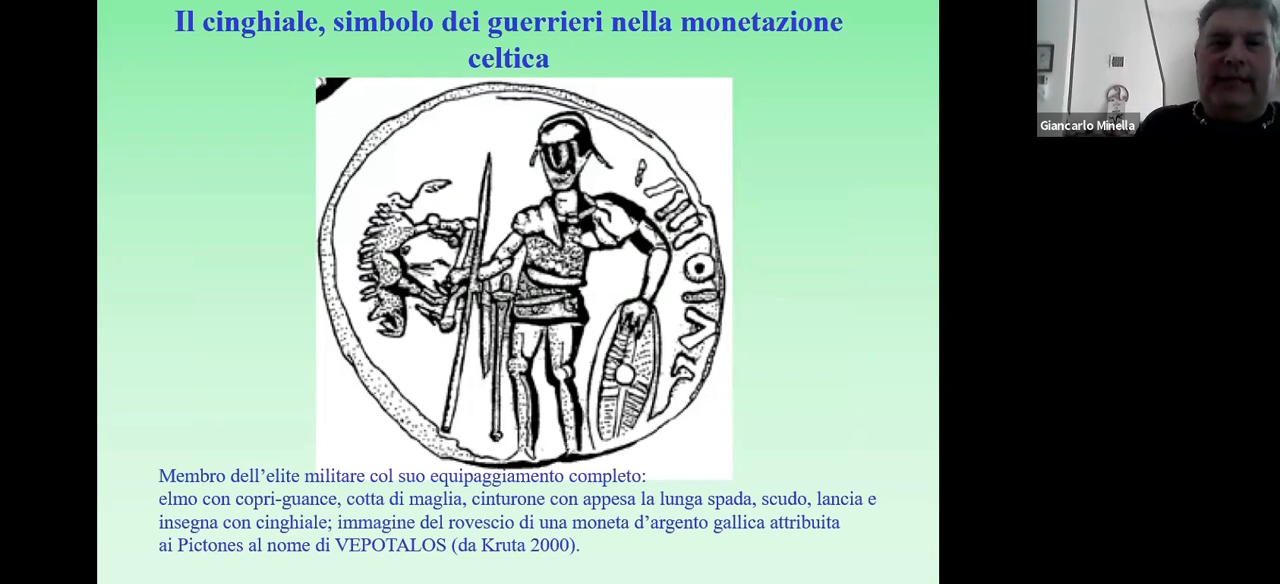 Il cinghiale, simbolo dei guerrieri nella monetazione
celtica
Giancarlo Minella
Membro dell’elite militare col suo equipaggiamento completo:
elmo con copri-guance, cotta di maglia, cinturone con appesa la lunga spada, scudo, lancia e
insegna con cinghiale; immagine del rovescio di una moneta d’argento gallica attribuita
ai Pictones al nome di VEPOTALOS (da Kruta 2000).